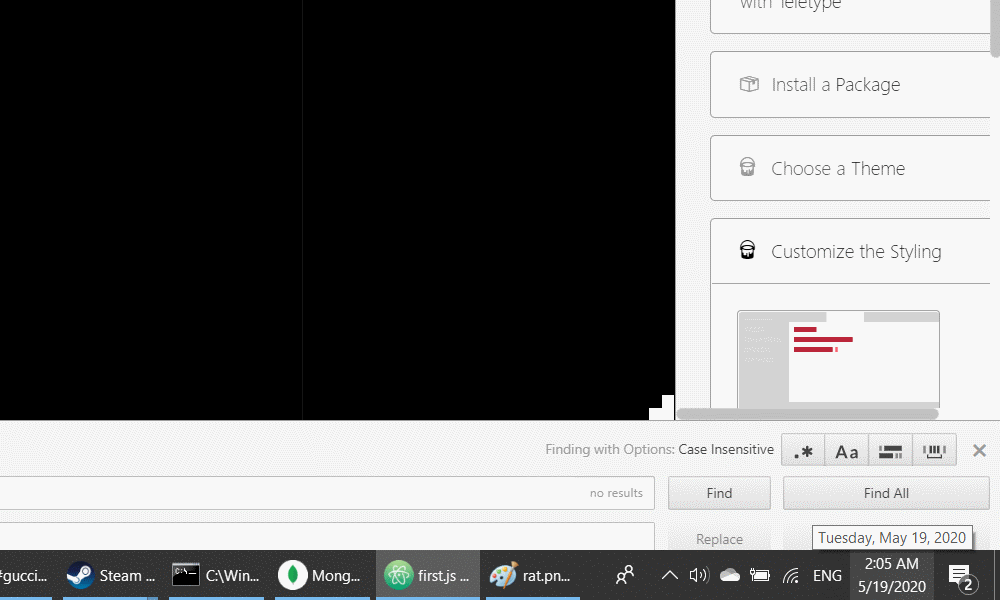 with Teletype
Install a Package
Choose a Theme
Customize the Styling
Finding with Options: Case Insensitive
.* Aa
no results
Find
Find All
Replace
Tuesday, May 19, 2020
#gucci...
Steam ...
C:\Win...
Mong...
first.js ...
rat.pn...
ENG
2:05 AM
5/19/2020
2